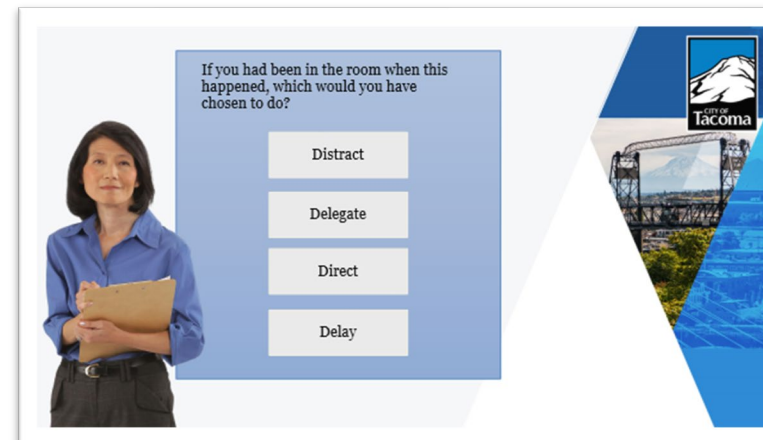 If you had been in the room when this
happened, which would you have
chosen to do?
Distract
Delegate
Direct
Delay
CITY OF
Tacoma